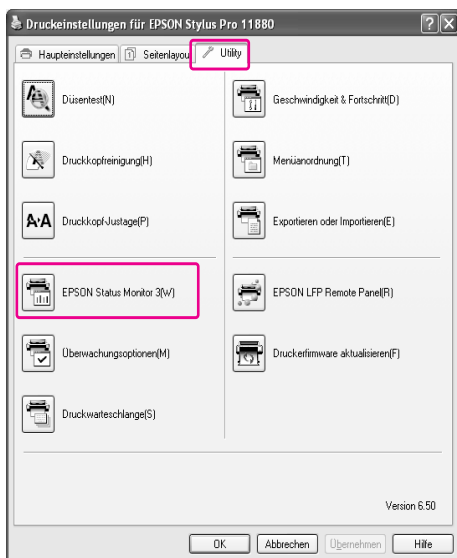 Druckeinstellungen für EPSON Stylus Pro 11880
Haupteinstellungen Seitenlayou Utility
Düsentest(N)
Geschwindigkeit & Fortschritt(D)
Druckkopfreinigung(H)
Menüanordnung(T)
A A Druckkopf-Justage(P)
Exportieren oder Importieren(E)
EPSON Status Monitor 3(W)
EPSON LFP Remote Panel(R)
Überwachungsoptionen(M)
Druckerfirmware aktualisieren(F)
Druckwarteschlange(S)
Version 6.50
OK Abbrechen Übernehmen Hilfe